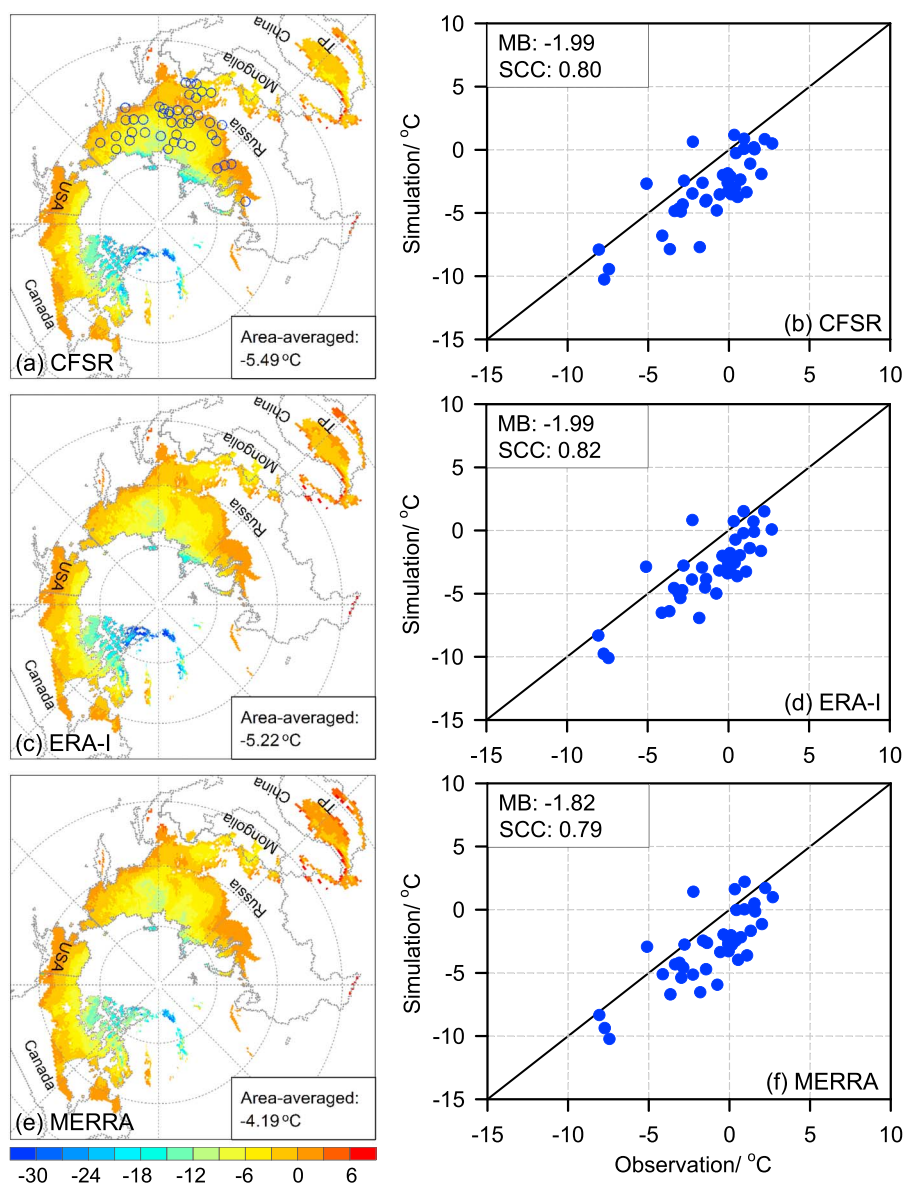 China
TP
Mongolia
Russia
USA
Canada
Area-averaged:
-5.49 °C
(a) CFSR
10
5
0
-5
-10
-15
Simulation/ °C
MB: -1.99
SCC: 0.80
(b) CFSR
-15
-10
-5
0
5
10
China
TP
Mongolia
Russia
USA
Canada
Area-averaged:
-5.22 °C
(c) ERA-I
10
5
0
-5
-10
-15
Simulation/ °C
MB: -1.99
SCC: 0.82
(d) ERA-I
-15
-10
-5
0
5
10
China
TP
Mongolia
Russia
USA
Canada
Area-averaged:
-4.19 °C
(e) MERRA
-30
-24
-18
-12
-6
0
6
10
5
0
-5
-10
-15
Simulation/ °C
MB: -1.82
SCC: 0.79
(f) MERRA
-15
-10
-5
0
5
10
Observation/ °C